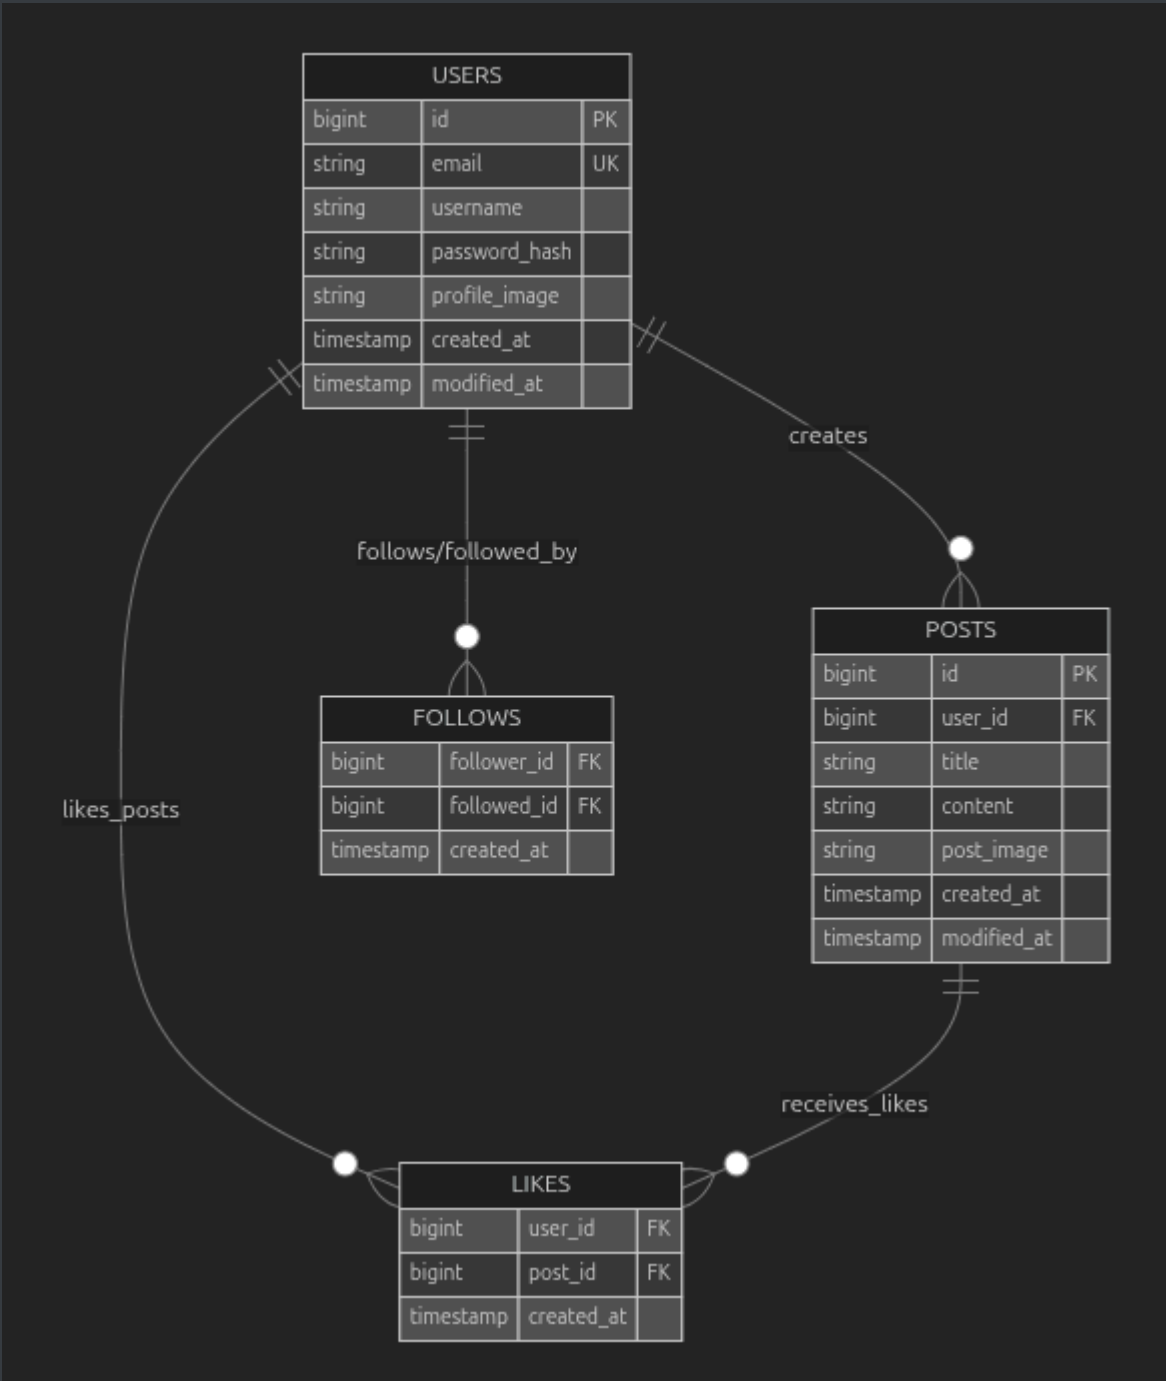 USERS
bigint id PK
string email UK
string username
string password_hash
string profile_image
timestamp created_at
timestamp modified_at
creates
follows/followed_by
POSTS
bigint id PK
bigint user_id FK
string title
string content
string post_image
timestamp created_at
timestamp modified_at
FOLLOWS
bigint follower_id FK
bigint followed_id FK
timestamp created_at
likes_posts
receives_likes
LIKES
bigint user_id FK
bigint post_id FK
timestamp created_at